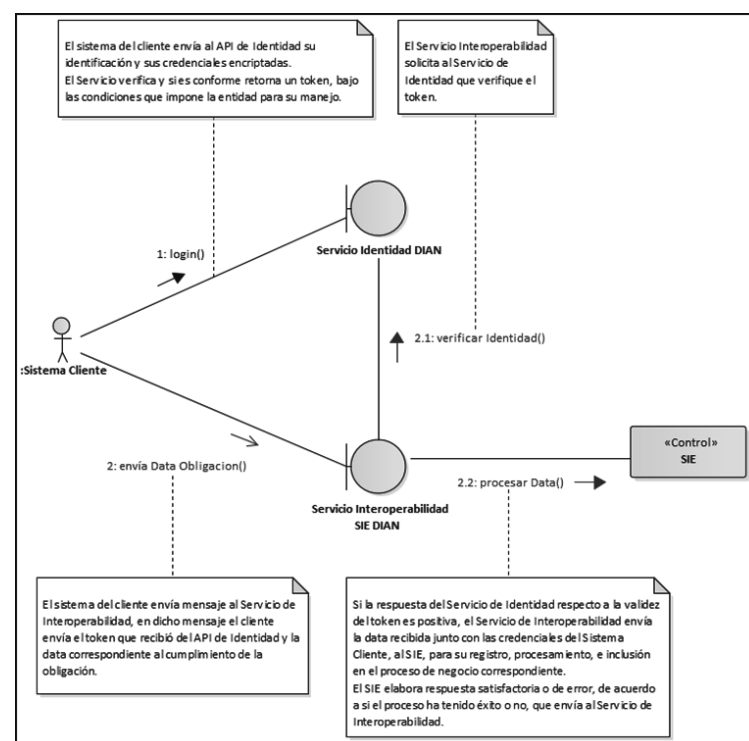 El sistema del cliente envía al API de Identidad su
identificación y sus credenciales encriptadas.
El Servicio verifica y si es conforme retorna un token, bajo
las condiciones que impone la entidad para su manejo.
El Servicio Interoperabilidad
solicita al Servicio de
Identidad que verifique el
token.
1: login()
Servicio Identidad DIAN
2.1: verificar Identidad()
:Sistema Cliente
«Control»
SIE
2: envía Data Obligacion()
2.2: procesar Data()
Servicio Interoperabilidad
SIE DIAN
El sistema del cliente envía mensaje al Servicio de
Interoperabilidad, en dicho mensaje el cliente
envía el token que recibió del API de Identidad y la
data correspondiente al cumplimiento de la
obligación.
Si la respuesta del Servicio de Identidad respecto a la validez
del token es positiva, el Servicio de Interoperabilidad envía
la data recibida junto con las credenciales del Sistema
Cliente, al SIE, para su registro, procesamiento, e inclusión
en el proceso de negocio correspondiente.
El SIE elabora respuesta satisfactoria o de error, de acuerdo
a si el proceso ha tenido éxito o no, que envía al Servicio de
Interoperabilidad.